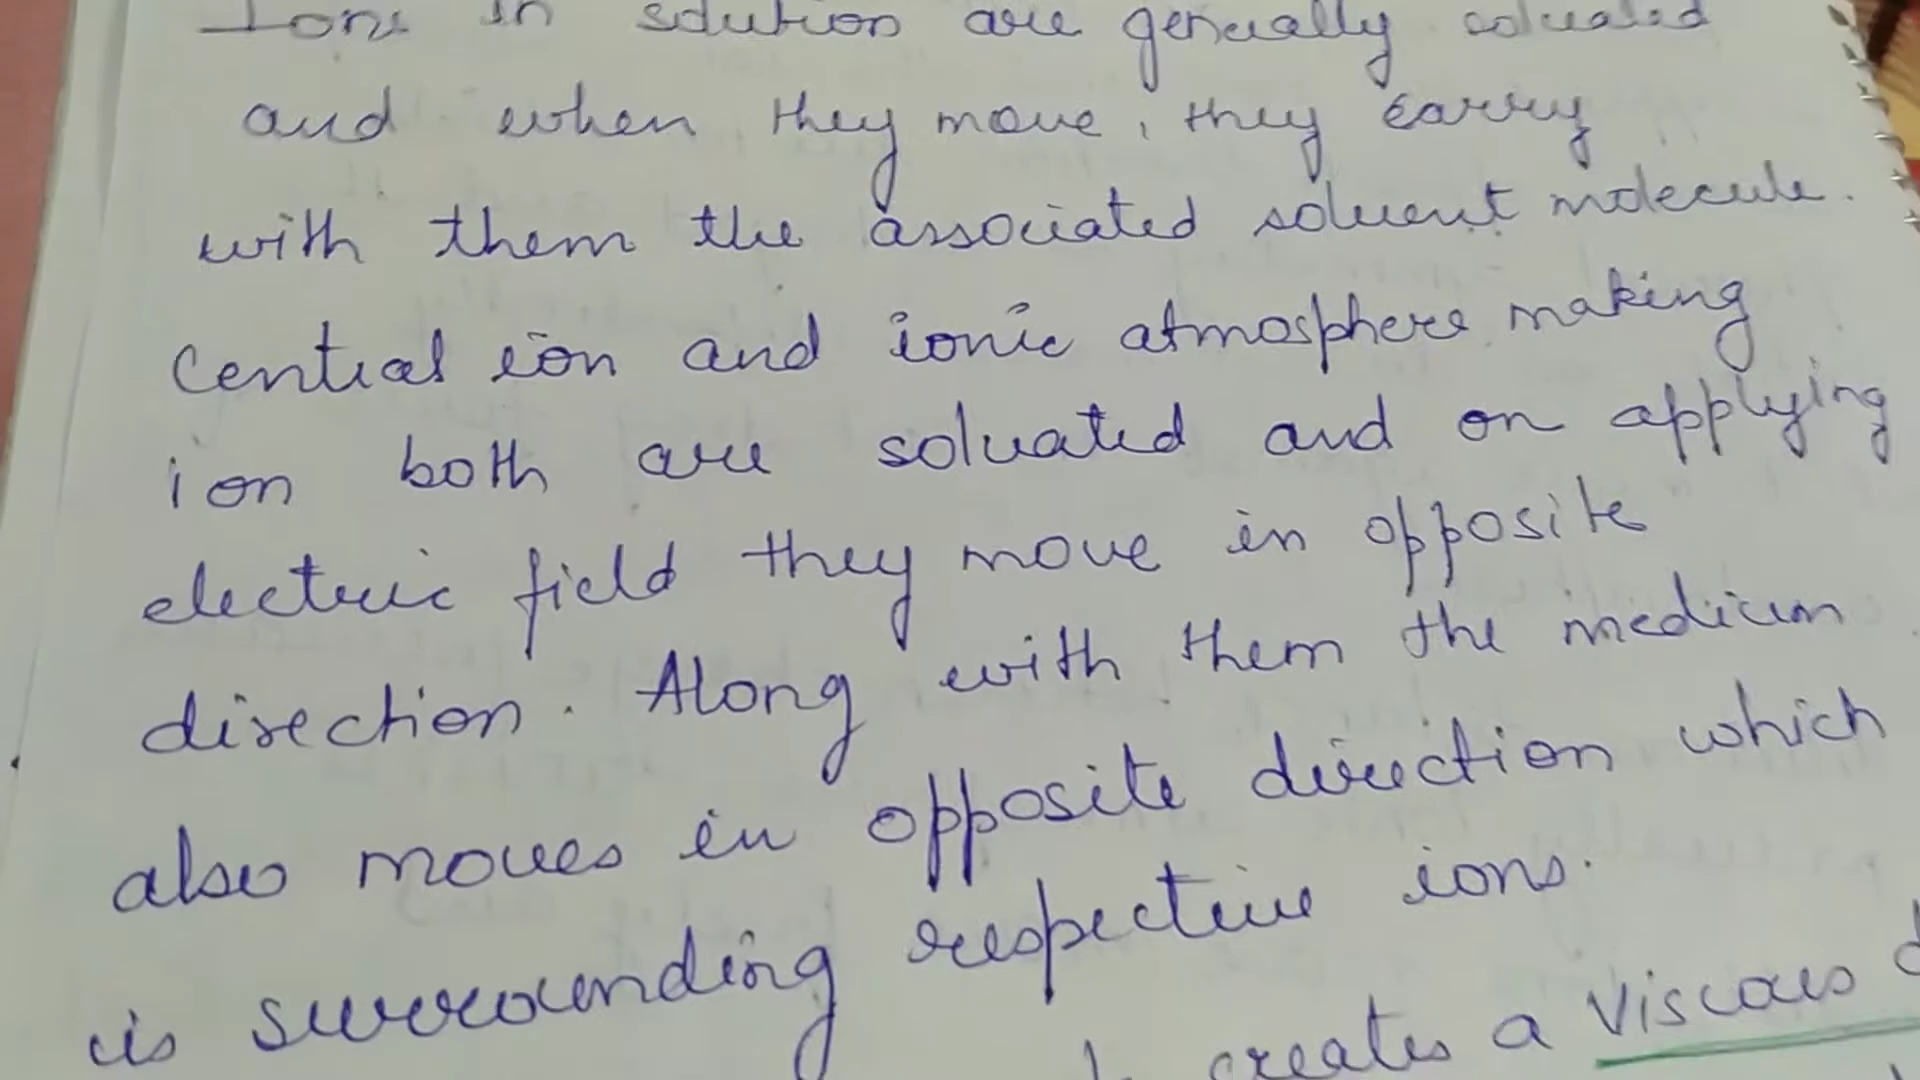 Ions in solution are generally solvated
and when they move, they carry
with them the associated solvent molecule.
Central ion and ionic atmosphere making
ion both are solvated and on applying
electric field they move in opposite
direction. Along with them the medium
also moves in opposite direction which
is surrounding respective ions.
creates a Viscous